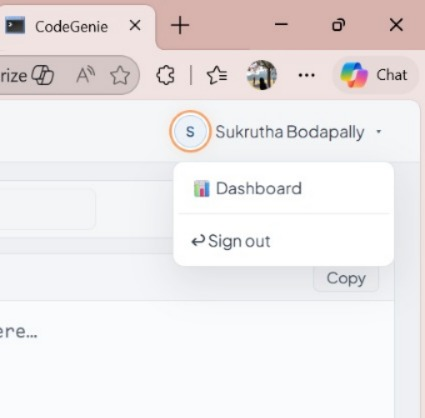 CodeGenie
rize
Chat
S
Sukrutha Bodapally
Dashboard
Sign out
Copy
ere...